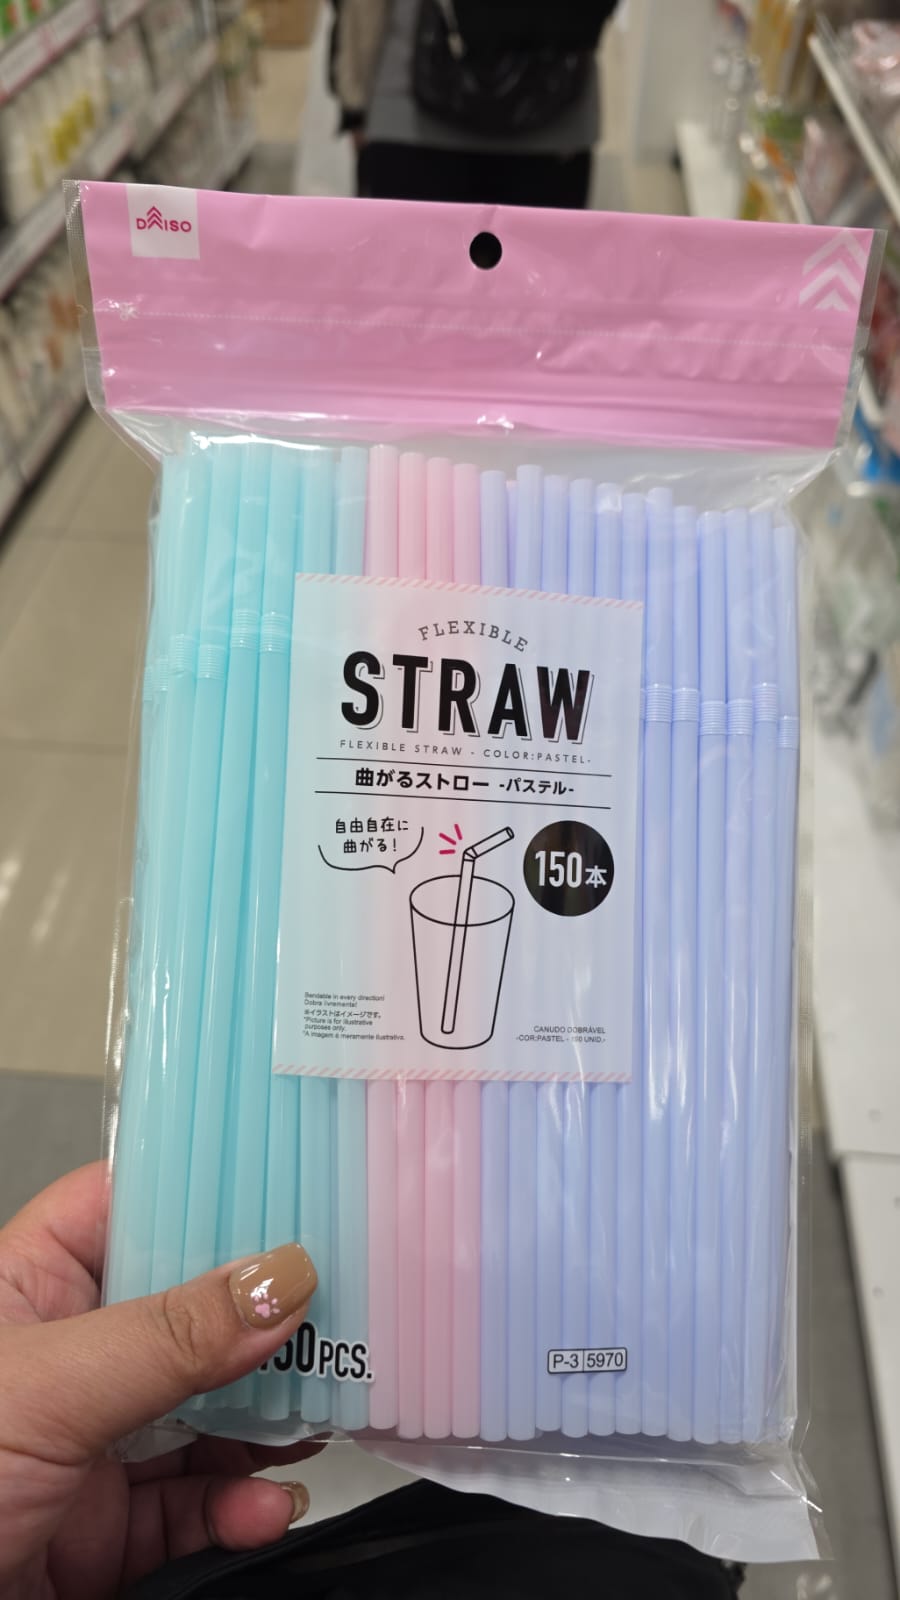 DAISO
FLEXIBLE
STRAW
FLEXIBLE STRAW - COLOR:PASTEL-
曲がるストロー -パステル-
自由自在に
曲がる!
150本
Bendable in every direction!
Dobra livremente!
※イラストはイメージです。
*Picture is for illustrative
purposes only.
*A imagem é meramente ilustrativa.
CANUDO DOBRÁVEL
-COR:PASTEL - 150 UNID.-
150PCS.
P-3 5970